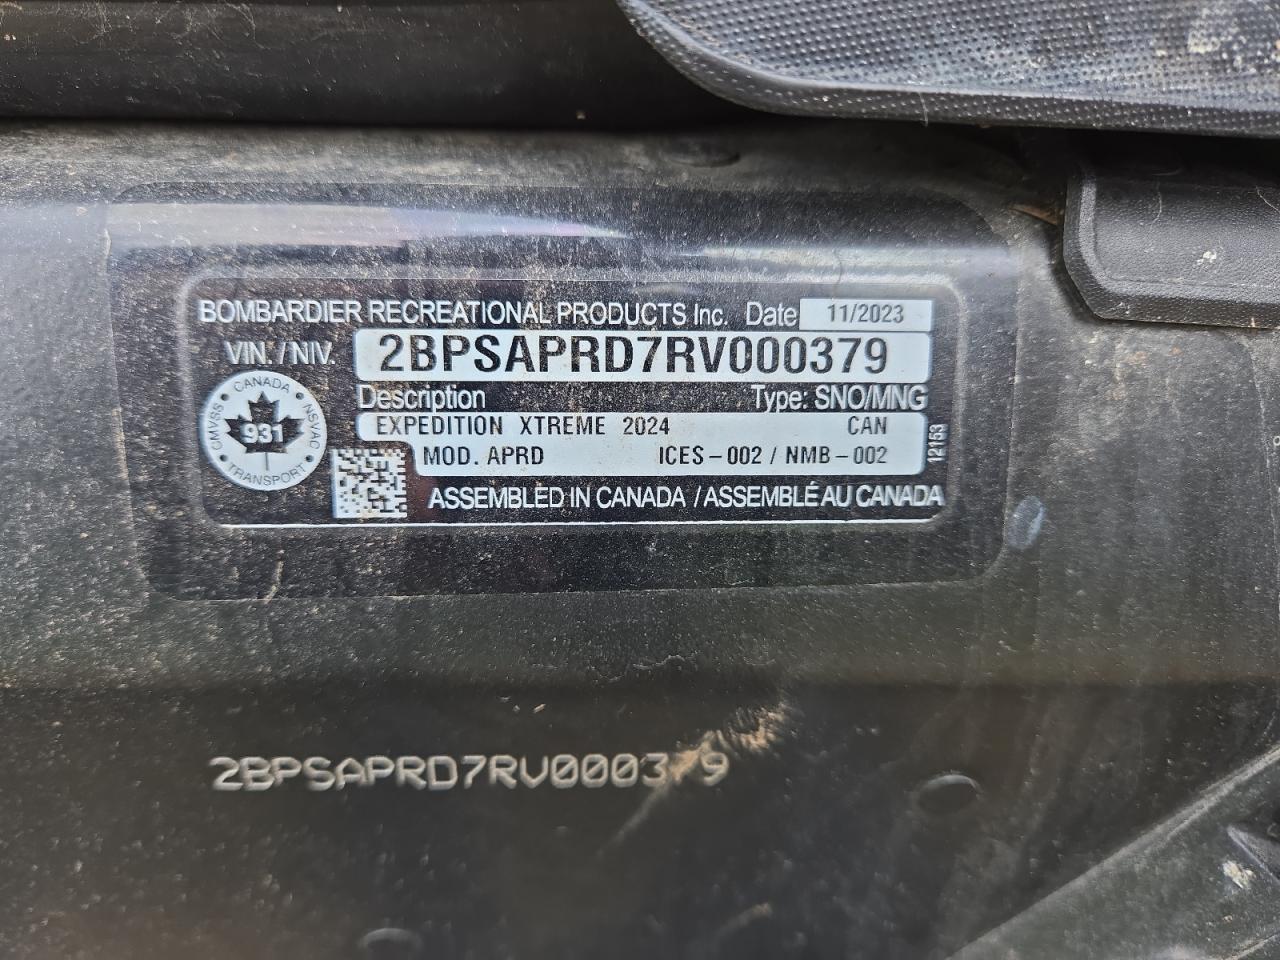 BOMBARDIER RECREATIONAL PRODUCTS Inc. Date 11/2023
VIN. / NIV. 2BPSAPRD7RV000379
Description Type: SNO/MNG
EXPEDITION XTREME 2024 CAN
MOD. APRD ICES-002 / NMB-002
12153
CANADA
CMVSS
NSVAC
931
TRANSPORT
ASSEMBLED IN CANADA / ASSEMBLÉ AU CANADA
2BPSAPRD7RV000379